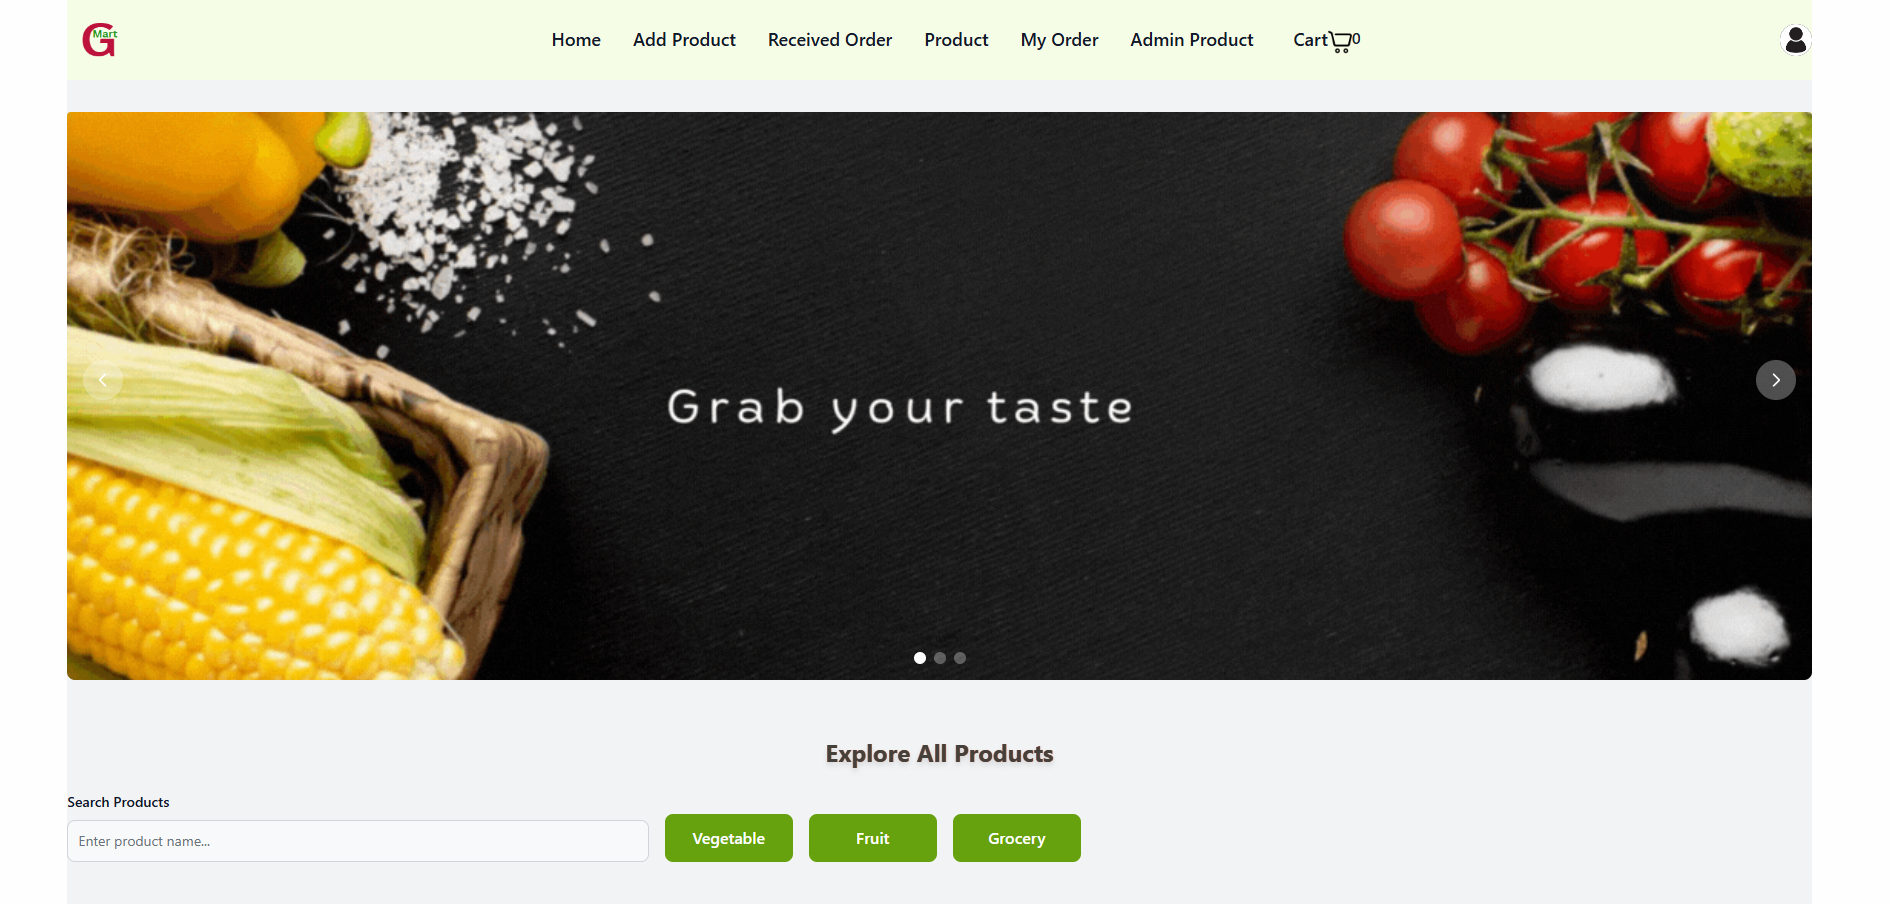 G Mart
Home Add Product Received Order Product My Order Admin Product Cart 0
Grab your taste
Explore All Products
Search Products
Enter product name...
Vegetable Fruit Grocery